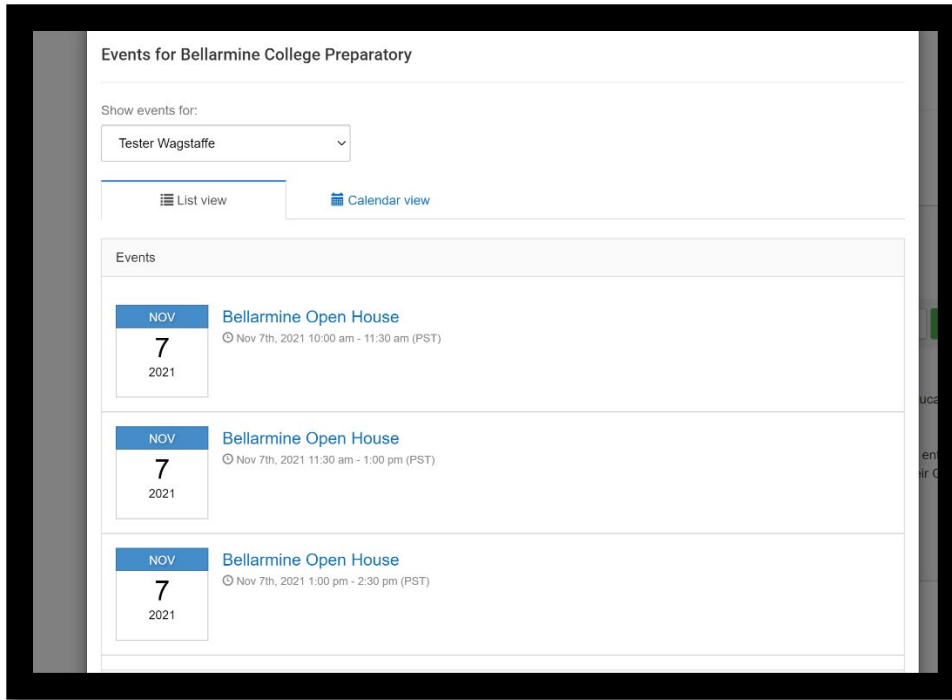 Events for Bellarmine College Preparatory
Show events for:
Tester Wagstaffe
List view
Calendar view
Events
NOV
7
2021
Bellarmine Open House
Nov 7th, 2021 10:00 am - 11:30 am (PST)
NOV
7
2021
Bellarmine Open House
Nov 7th, 2021 11:30 am - 1:00 pm (PST)
NOV
7
2021
Bellarmine Open House
Nov 7th, 2021 1:00 pm - 2:30 pm (PST)